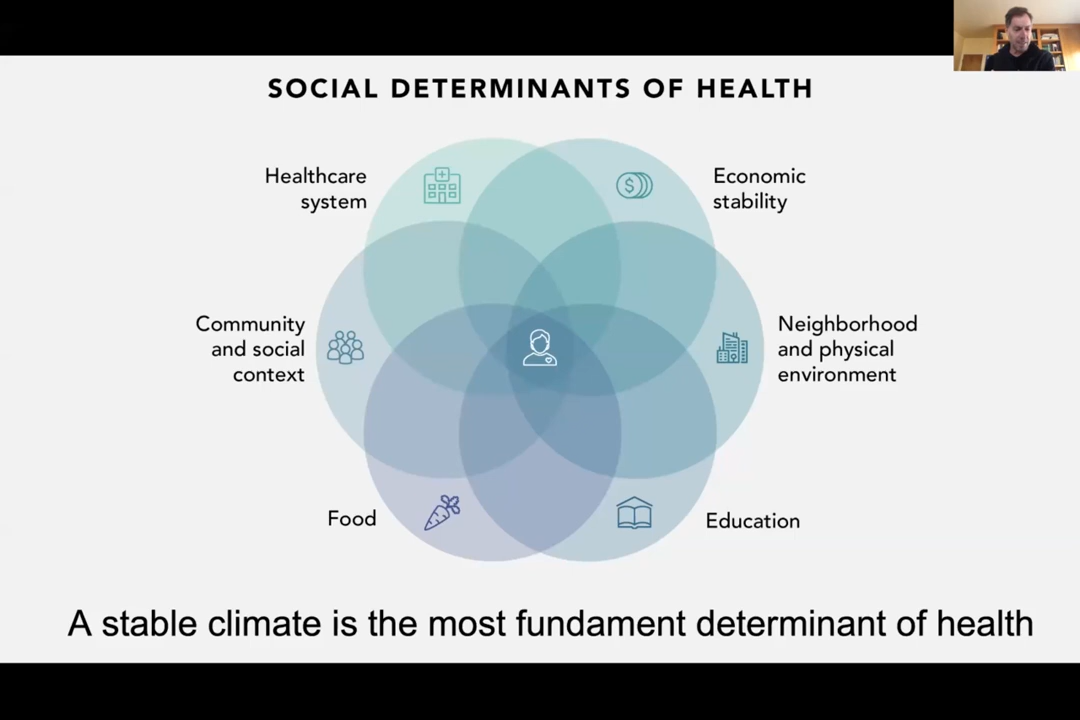 SOCIAL DETERMINANTS OF HEALTH
Healthcare
system
Economic
stability
Community
and social
context
Neighborhood
and physical
environment
Food
Education
A stable climate is the most fundament determinant of health